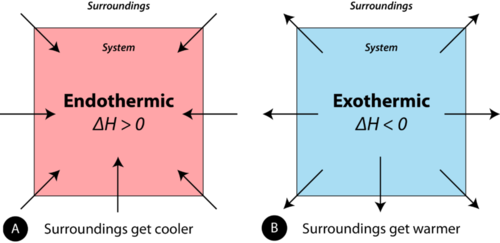 Surroundings
System
Endothermic
ΔH > 0
A
Surroundings get cooler
Surroundings
System
Exothermic
ΔH < 0
B
Surroundings get warmer